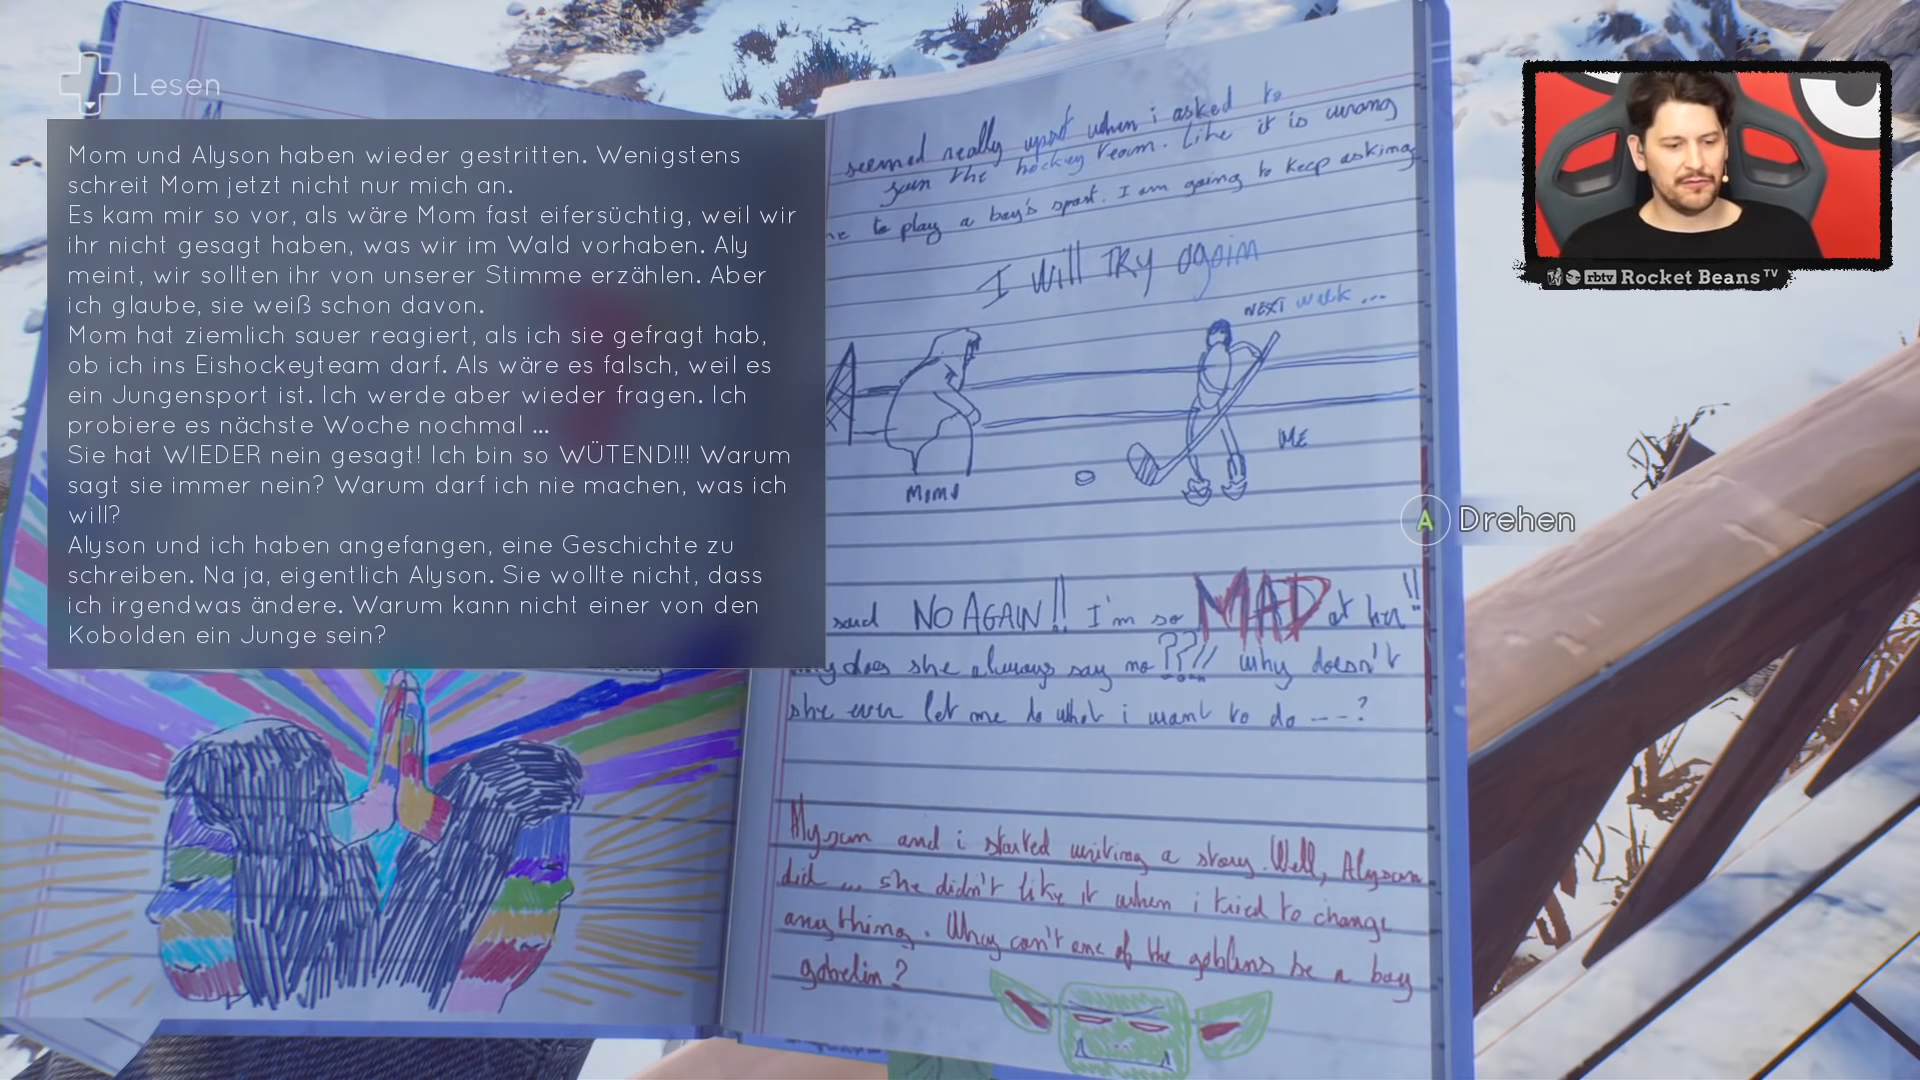 Lesen
Mom und Alyson haben wieder gestritten. Wenigstens
schreit Mom jetzt nicht nur mich an.
Es kam mir so vor, als wäre Mom fast eifersüchtig, weil wir
ihr nicht gesagt haben, was wir im Wald vorhaben. Aly
meint, wir sollten ihr von unserer Stimme erzählen. Aber
ich glaube, sie weiß schon davon.
Mom hat ziemlich sauer reagiert, als ich sie gefragt hab,
ob ich ins Eishockeyteam darf. Als wäre es falsch, weil es
ein Jungensport ist. Ich werde aber wieder fragen. Ich
probiere es nächste Woche nochmal ...
Sie hat WIEDER nein gesagt! Ich bin so WÜTEND!!! Warum
sagt sie immer nein? Warum darf ich nie machen, was ich
will?
Alyson und ich haben angefangen, eine Geschichte zu
schreiben. Na ja, eigentlich Alyson. Sie wollte nicht, dass
ich irgendwas ändere. Warum kann nicht einer von den
Kobolden ein Junge sein?
seemed really upset when i asked to
join the hockey team. Like it is wrong
to play a boy's sport. I am going to keep asking
I will TRY again
NEXT week ...
MOM
ME
said NO AGAIN!! I'm so MAD at her!!
does she always say no??!! why doesn't
she ever let me do what i want to do ---?
Alyson and i started writing a story. Well, Alyson
did ... she didn't like it when i tried to change
anything. Why can't one of the goblins be a boy
gobelin?
A Drehen
rbtv Rocket Beans TV